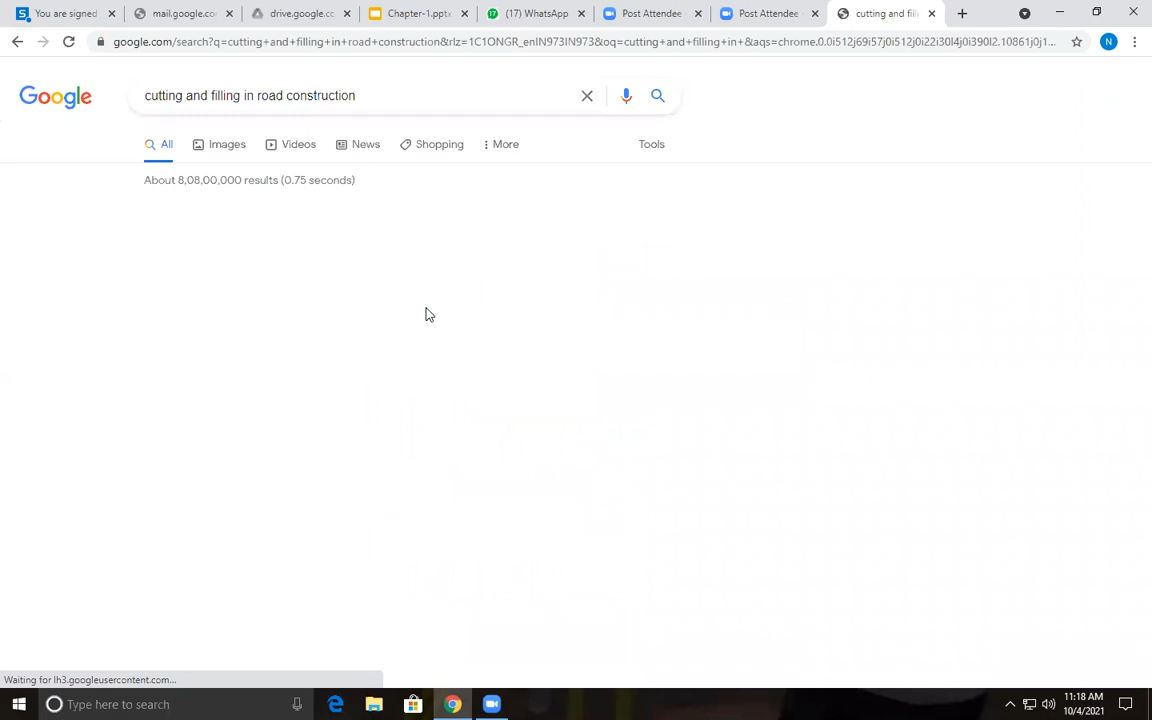 You are signed
mail.google.co
drive.google.cc
Chapter-1.pptx
(17) WhatsApp
Post Attendee
Post Attendee
cutting and filli
google.com/search?q=cutting+and+filling+in+road+construction&rlz=1C1ONGR_enIN973IN973&oq=cutting+and+filling+in+&aqs=chrome.0.0i512j69i57j0i512j0i22i30l4j0i390l2.10861j0j1...
N
Google
cutting and filling in road construction
All
Images
Videos
News
Shopping
More
Tools
About 8,08,00,000 results (0.75 seconds)
Waiting for lh3.googleusercontent.com...
Type here to search
11:18 AM
10/4/2021